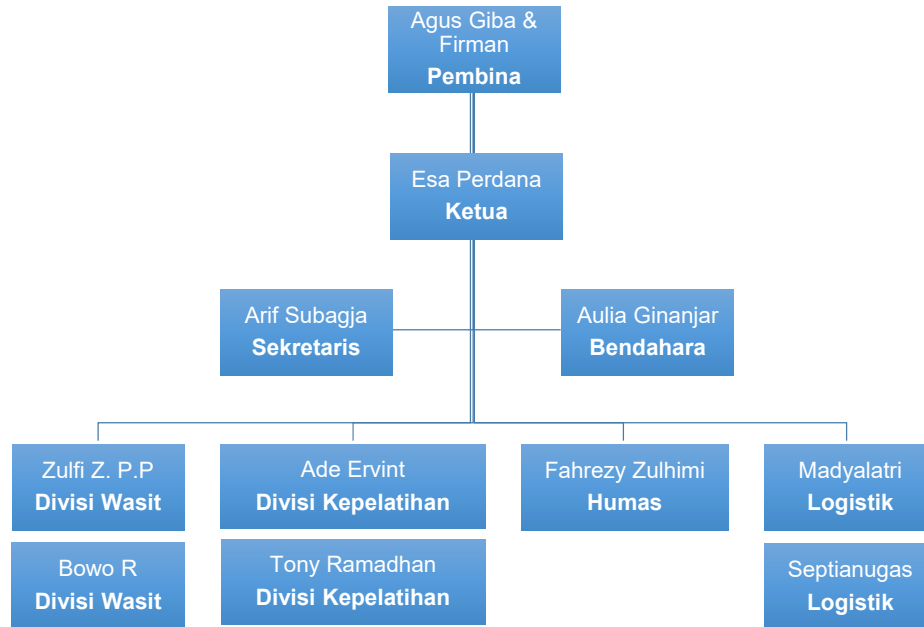 Agus Giba &
Firman
Pembina
Esa Perdana
Ketua
Arif Subagja
Sekretaris
Aulia Ginanjar
Bendahara
Zulfi Z. P.P
Divisi Wasit
Ade Ervint
Divisi Kepelatihan
Fahrezy Zulhimi
Humas
Madyalatri
Logistik
Bowo R
Divisi Wasit
Tony Ramadhan
Divisi Kepelatihan
Septianugas
Logistik